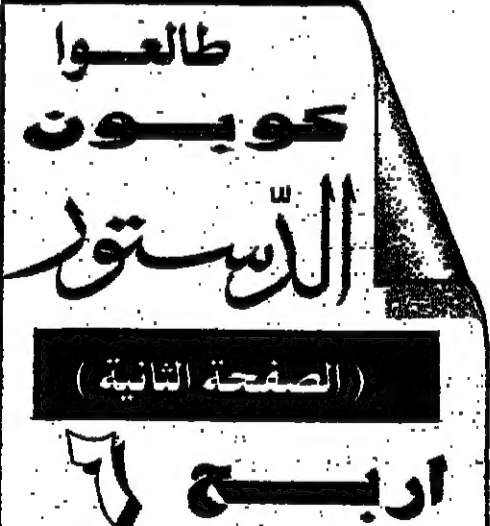 طالعوا
كوبون
الدّستور
( الصفحة الثانية )
اربح ٦